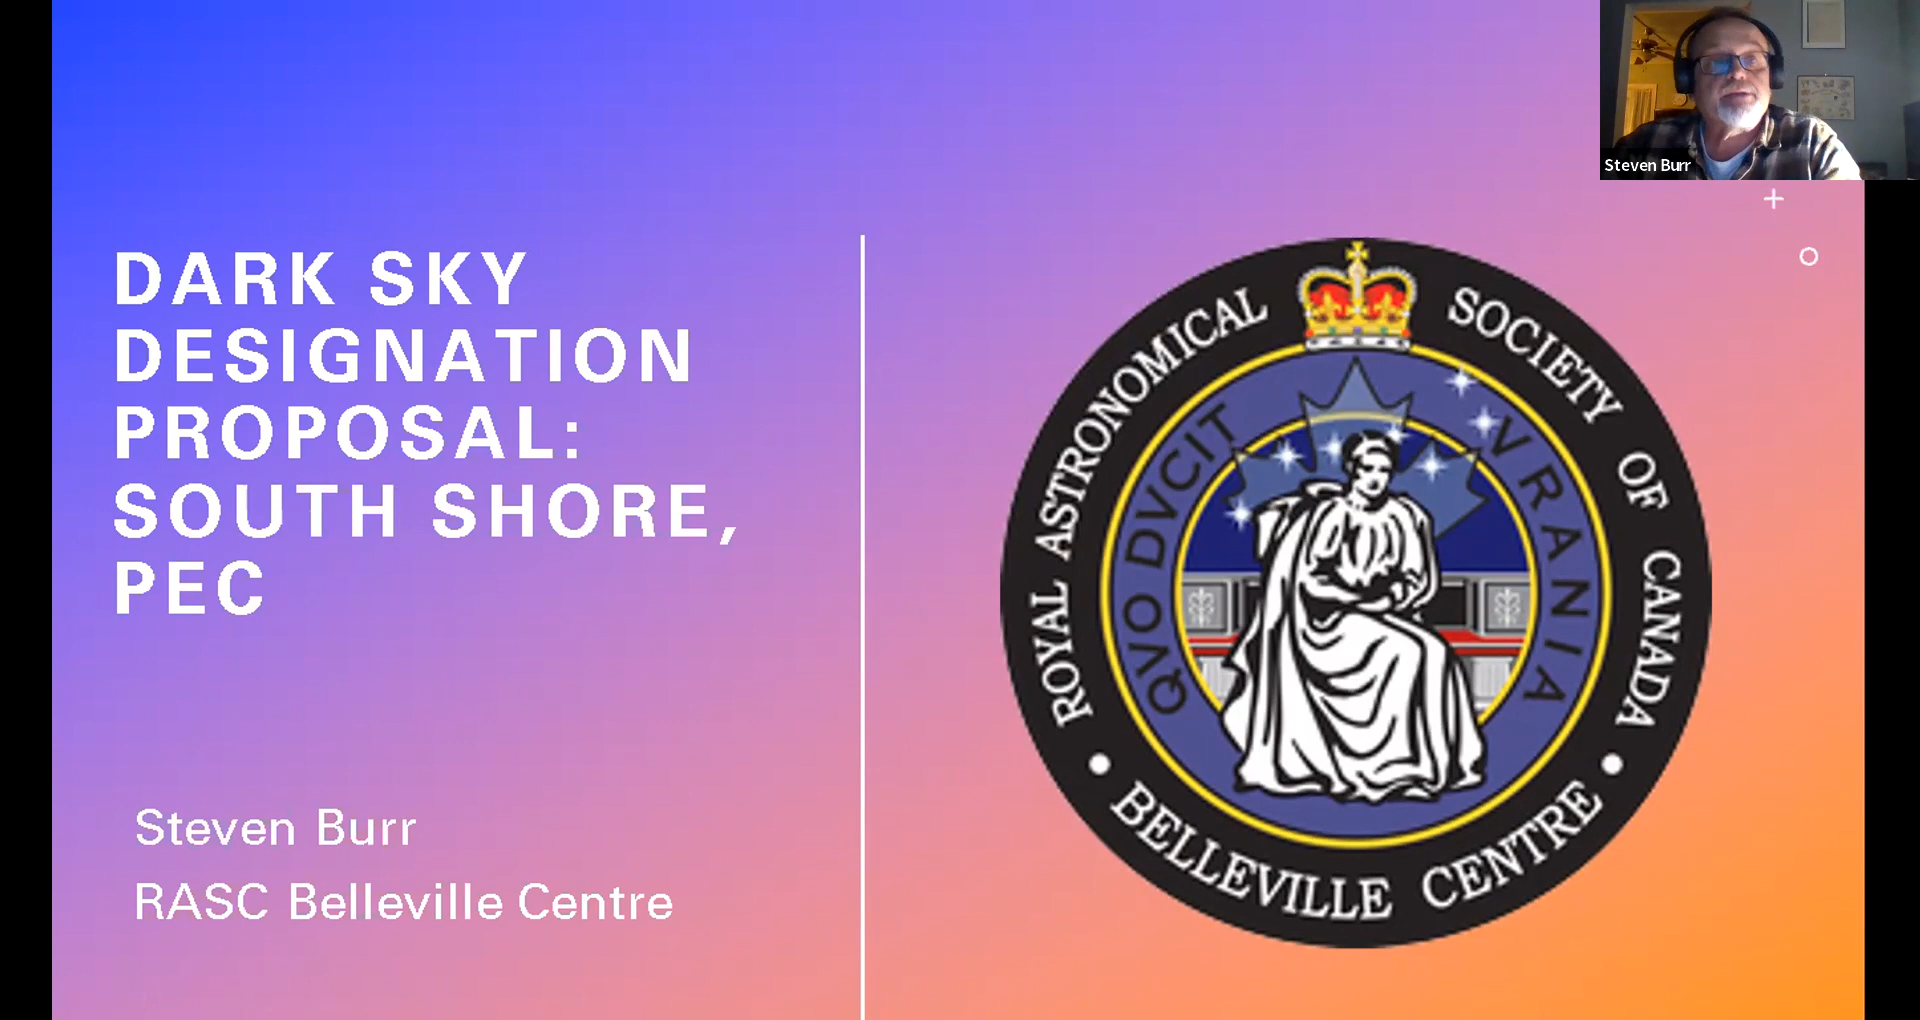 DARK SKY
DESIGNATION
PROPOSAL:
SOUTH SHORE,
PEC
Steven Burr
RASC Belleville Centre
ROYAL ASTRONOMICAL SOCIETY OF CANADA
QVO DVCIT VRANIA
• BELLEVILLE CENTRE •
Steven Burr